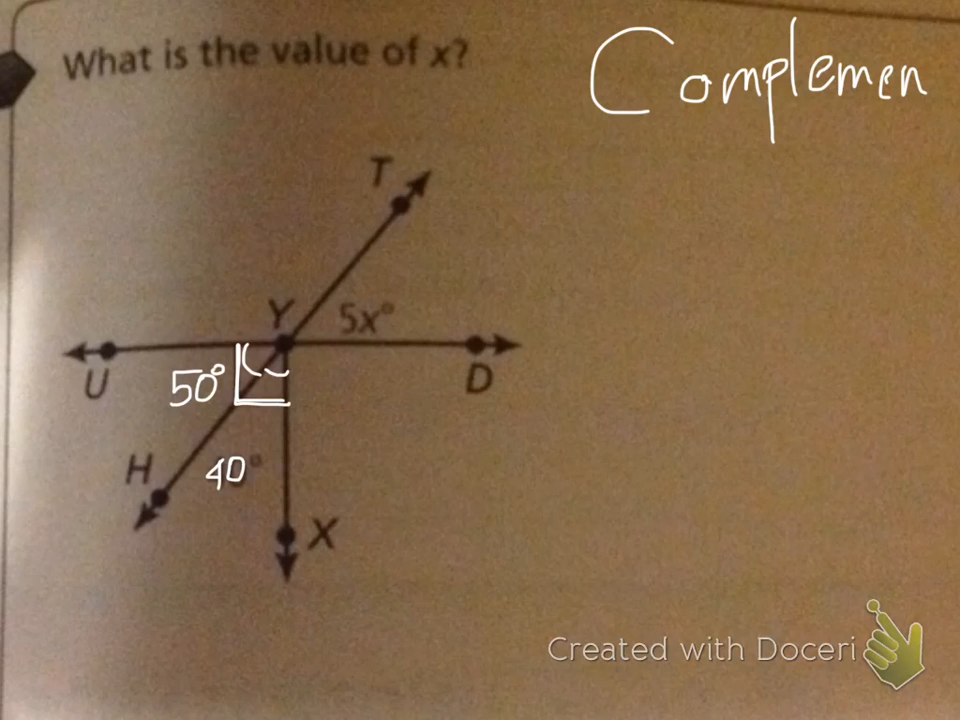 What is the value of x?
Complemen
T
Y
5x°
U
50°
D
H
40°
X
Created with Doceri